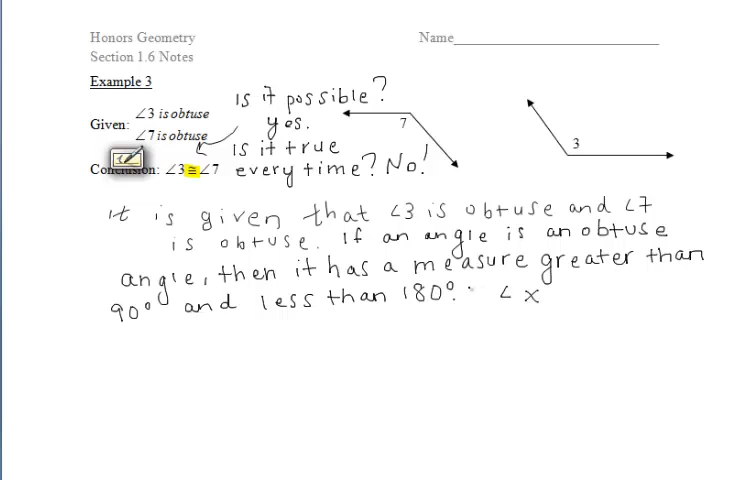 Honors Geometry Name
Section 1.6 Notes
Example 3
Is it possible?
yes.
Given: ∠3 is obtuse
∠7 is obtuse
Is it true
every time? No!
Conclusion: ∠3 ≅ ∠7
7
3
It is given that ∠3 is obtuse and ∠7
is obtuse. If an angle is an obtuse
angle, then it has a measure greater than
90° and less than 180°. ∠x